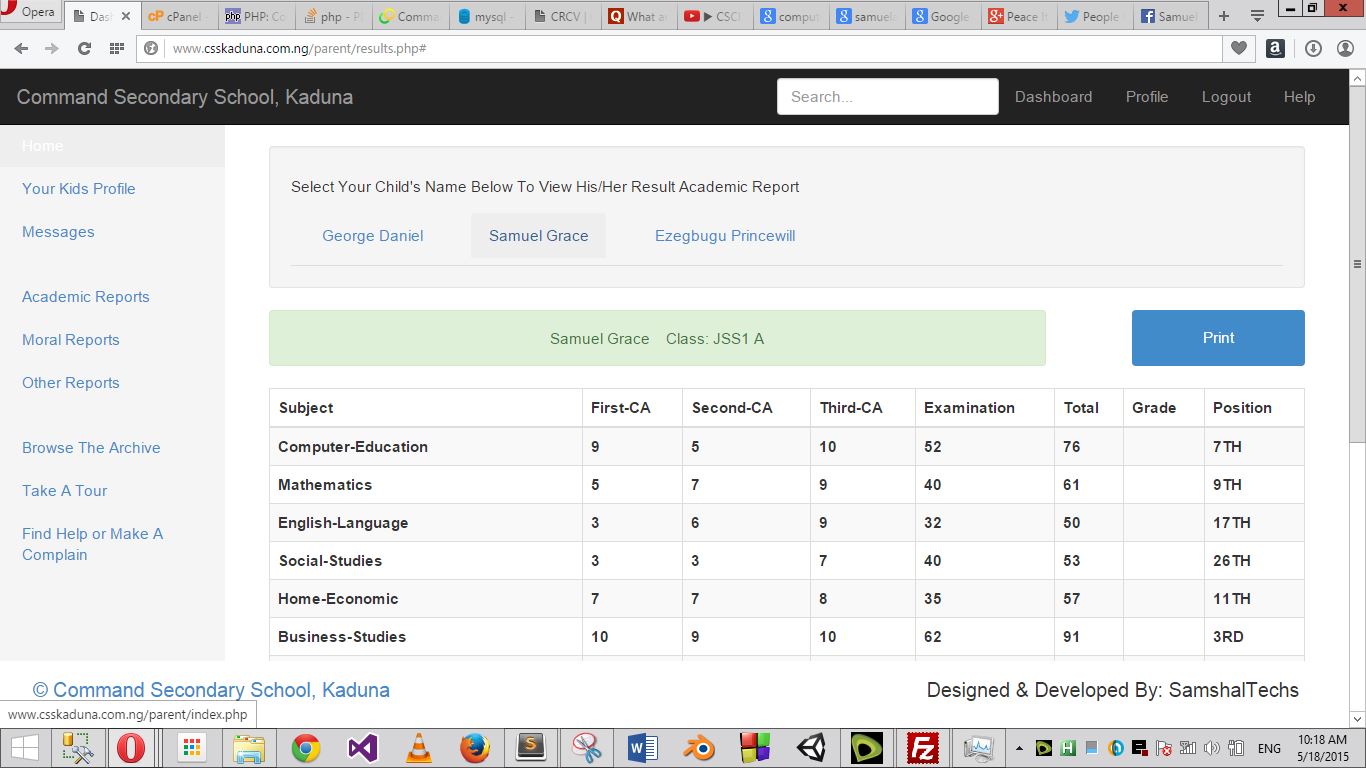 Opera
Dash
cPanel -
PHP: Co
php - P
Comma
mysql -
CRCV |
What ar
CSCI
comput
samuel
Google
Peace It
People
Samuel
www.csskaduna.com.ng/parent/results.php#
Command Secondary School, Kaduna
Search...
Dashboard
Profile
Logout
Help
Home
Your Kids Profile
Messages
Academic Reports
Moral Reports
Other Reports
Browse The Archive
Take A Tour
Find Help or Make A
Complain
Select Your Child's Name Below To View His/Her Result Academic Report
George Daniel Samuel Grace Ezegbugu Princewill
Samuel Grace Class: JSS1 A
Print
Subject First-CA Second-CA Third-CA Examination Total Grade Position
Computer-Education 9 5 10 52 76 7TH
Mathematics 5 7 9 40 61 9TH
English-Language 3 6 9 32 50 17TH
Social-Studies 3 3 7 40 53 26TH
Home-Economic 7 7 8 35 57 11TH
Business-Studies 10 9 10 62 91 3RD
© Command Secondary School, Kaduna
Designed & Developed By: SamshalTechs
www.csskaduna.com.ng/parent/index.php
ENG
10:18 AM
5/18/2015